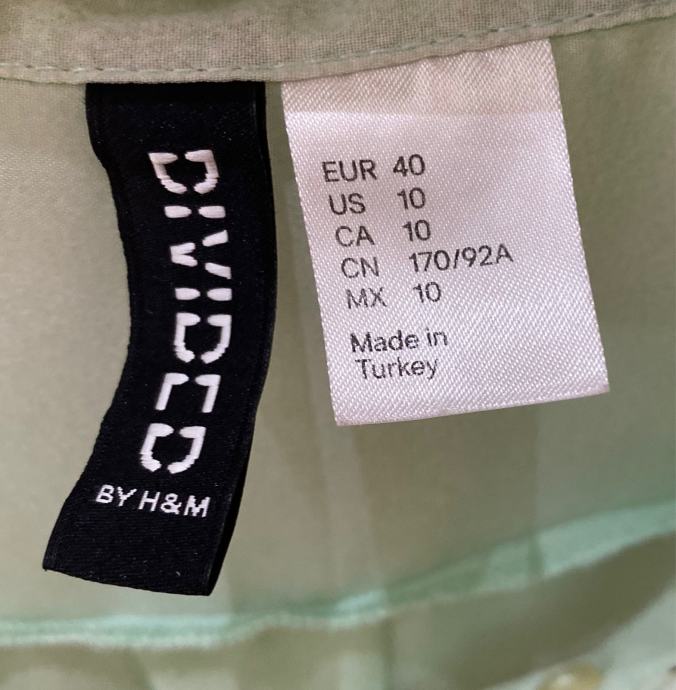 DIVIDED
BY H&M
EUR 40
US 10
CA 10
CN 170/92A
MX 10
Made in
Turkey